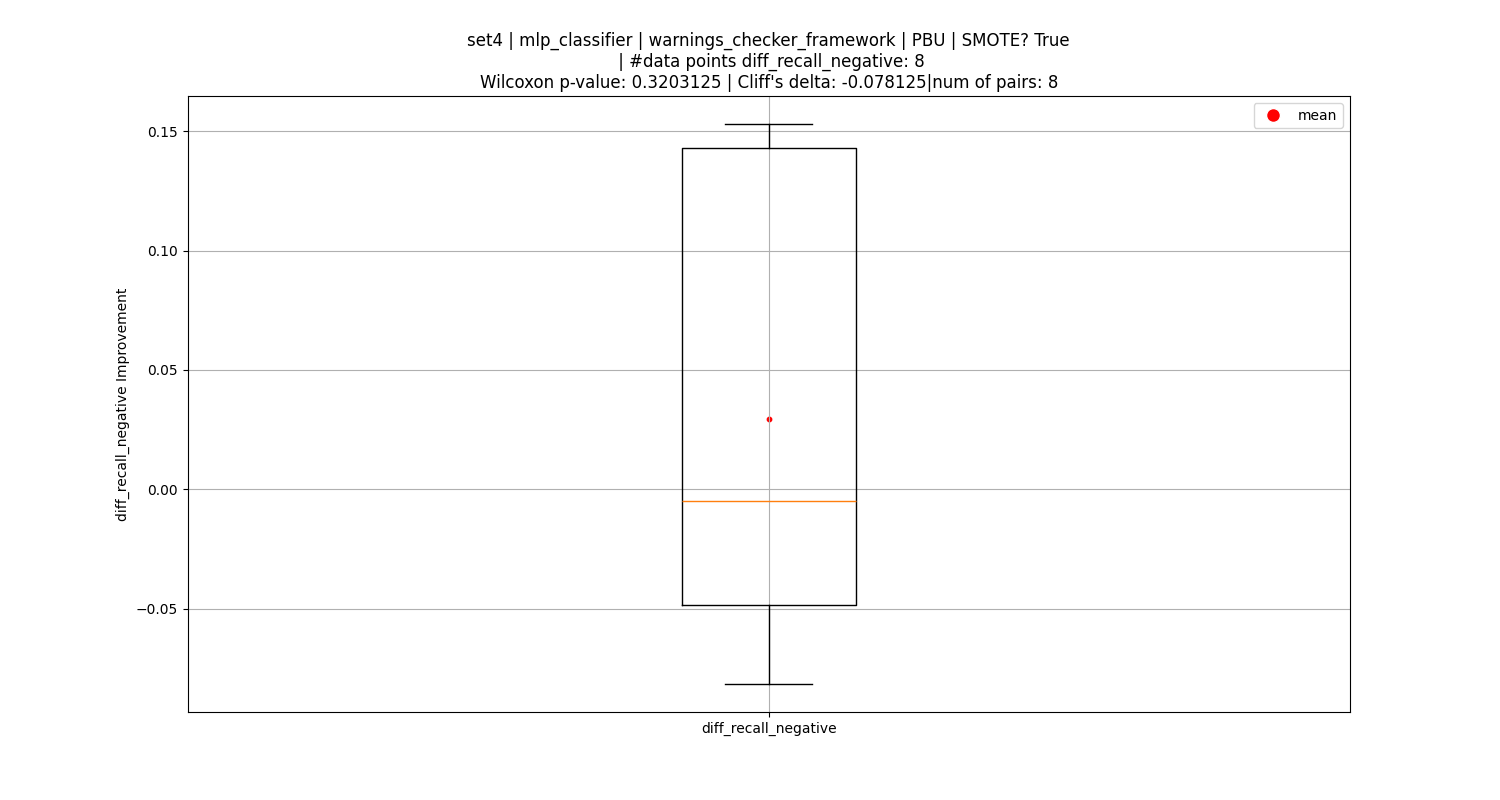 set4 | mlp_classifier | warnings_checker_framework | PBU | SMOTE? True
| #data points diff_recall_negative: 8
Wilcoxon p-value: 0.3203125 | Cliff's delta: -0.078125|num of pairs: 8
mean
0.15
0.10
0.05
0.00
−0.05
diff_recall_negative Improvement
diff_recall_negative